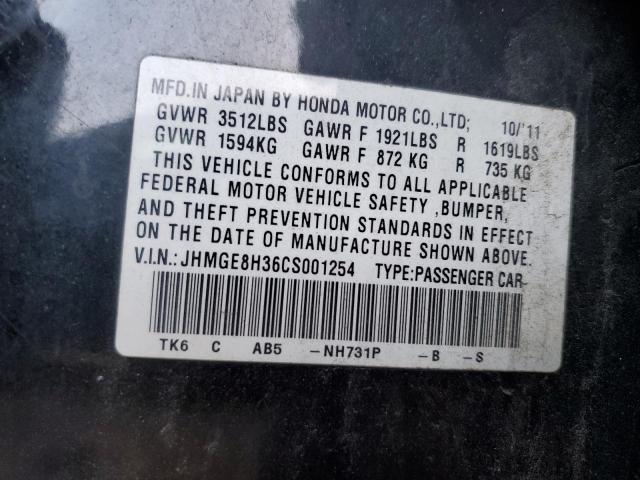 MFD.IN JAPAN BY HONDA MOTOR CO.,LTD; 10/'11
GVWR 3512LBS GAWR F 1921LBS R 1619LBS
GVWR 1594KG GAWR F 872 KG R 735 KG
THIS VEHICLE CONFORMS TO ALL APPLICABLE
FEDERAL MOTOR VEHICLE SAFETY ,BUMPER,
AND THEFT PREVENTION STANDARDS IN EFFECT
ON THE DATE OF MANUFACTURE SHOWN ABOVE.
V.I.N.: JHMGE8H36CS001254 TYPE:PASSENGER CAR
TK6 C AB5 -NH731P -B -S